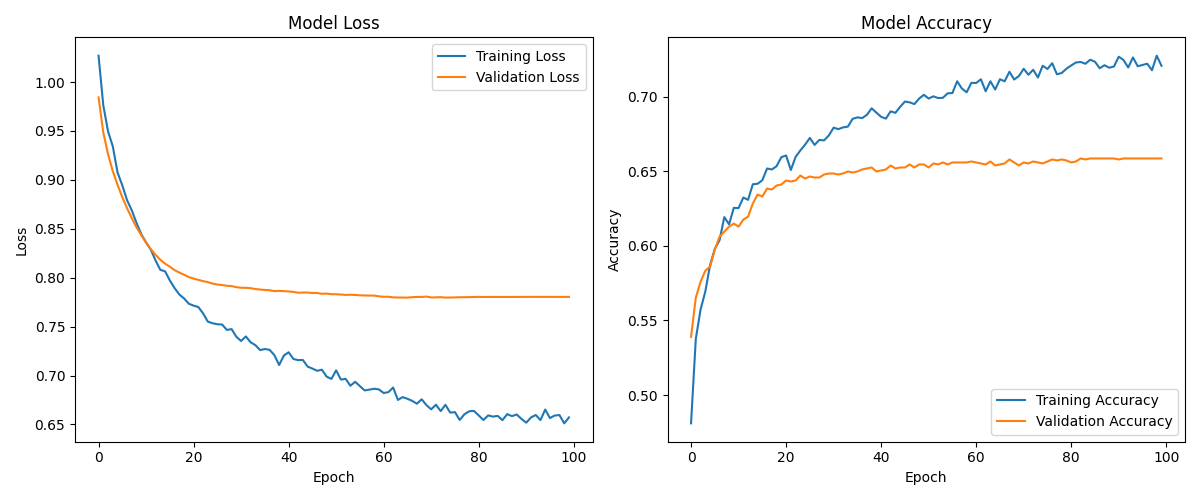 Model Loss
Training Loss
Validation Loss
1.00
0.95
0.90
0.85
0.80
0.75
0.70
0.65
Loss
0 20 40 60 80 100
Epoch
Model Accuracy
0.70
0.65
0.60
0.55
0.50
Accuracy
Training Accuracy
Validation Accuracy
0 20 40 60 80 100
Epoch